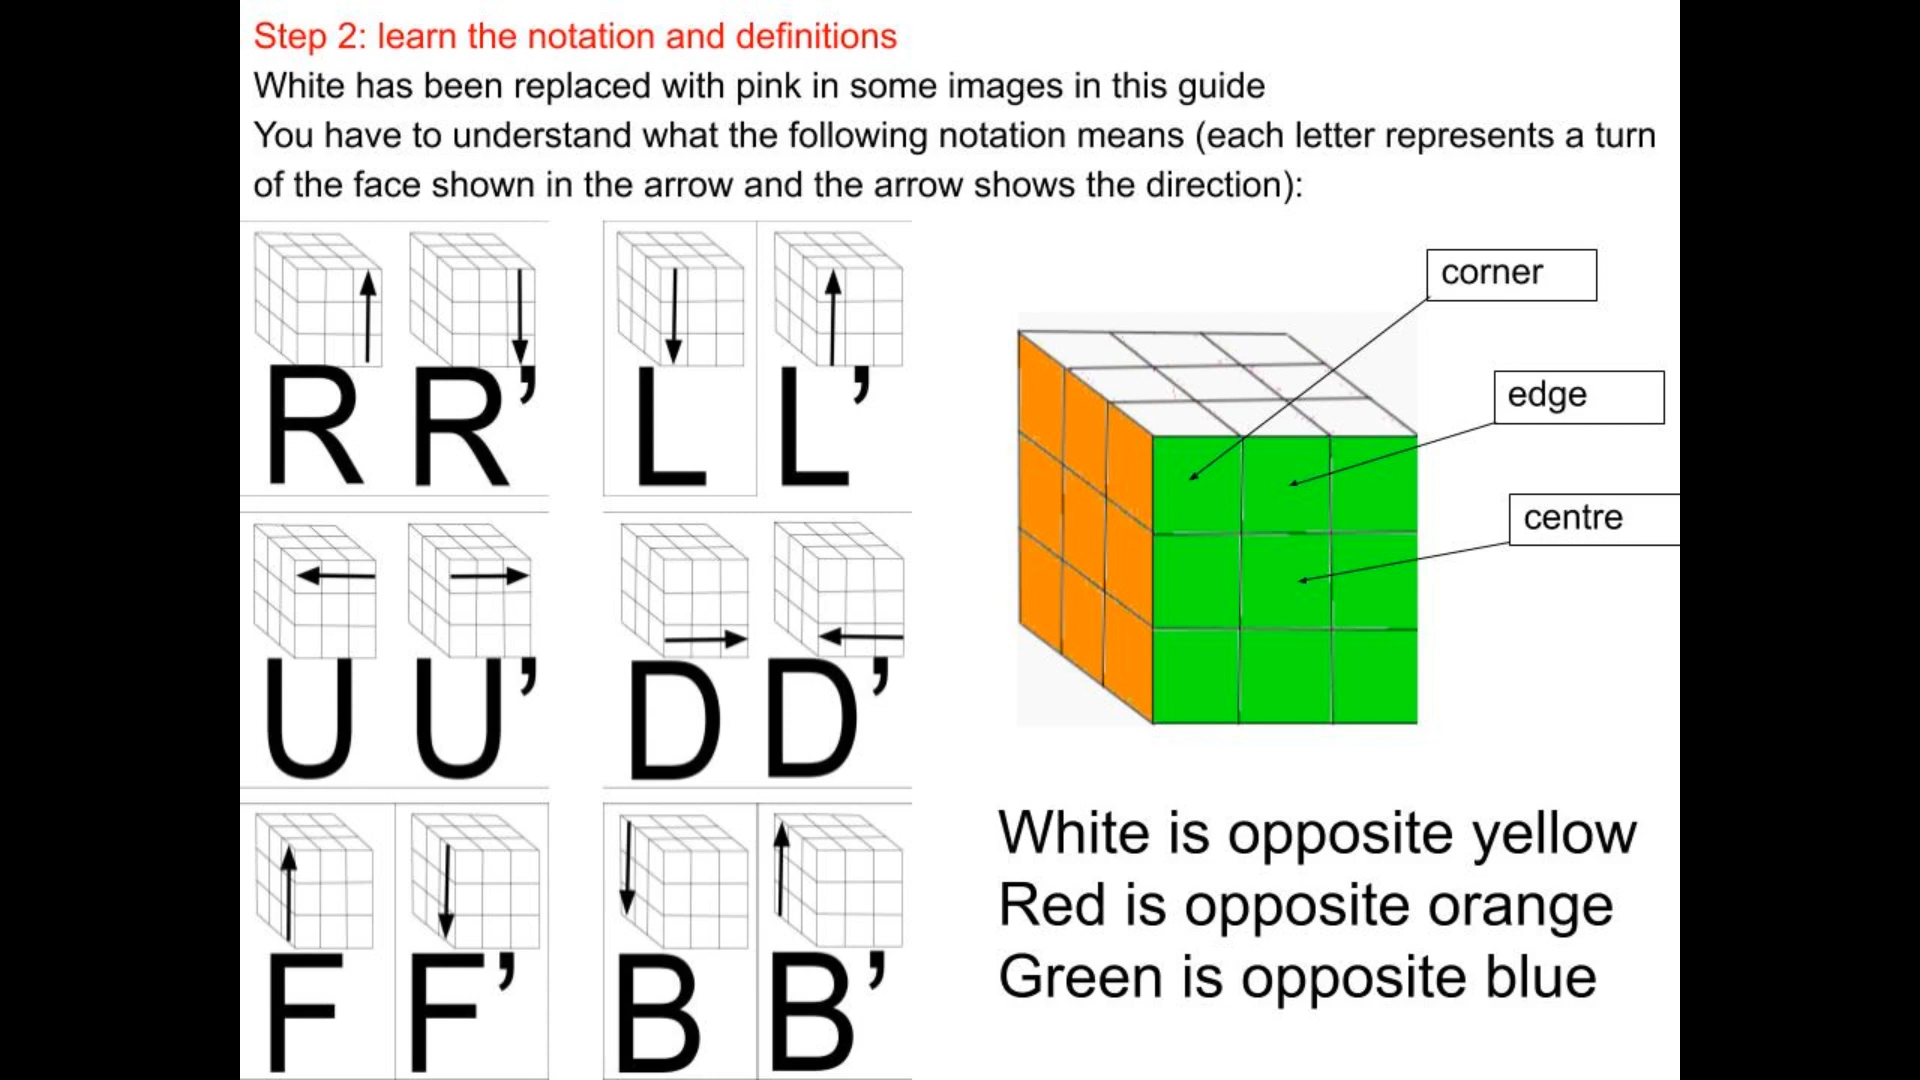 Step 2: learn the notation and definitions
White has been replaced with pink in some images in this guide
You have to understand what the following notation means (each letter represents a turn
of the face shown in the arrow and the arrow shows the direction):
R R’ L L’
corner
edge
centre
U U’ D D’
F F’ B B’
White is opposite yellow
Red is opposite orange
Green is opposite blue